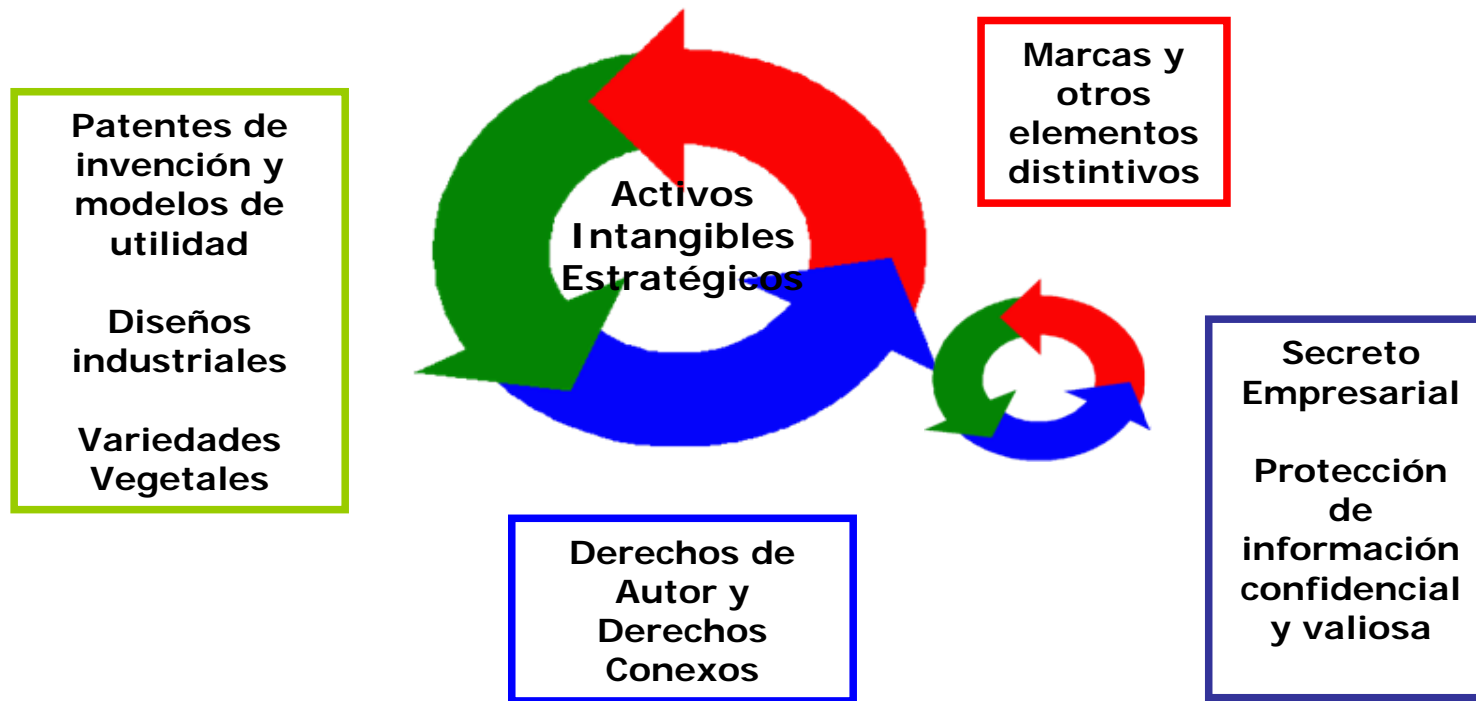 Patentes de
invención y
modelos de
utilidad
Diseños
industriales
Variedades
Vegetales
Activos
Intangibles
Estratégicos
Marcas y
otros
elementos
distintivos
Derechos de
Autor y
Derechos
Conexos
Secreto
Empresarial
Protección
de
información
confidencial
y valiosa